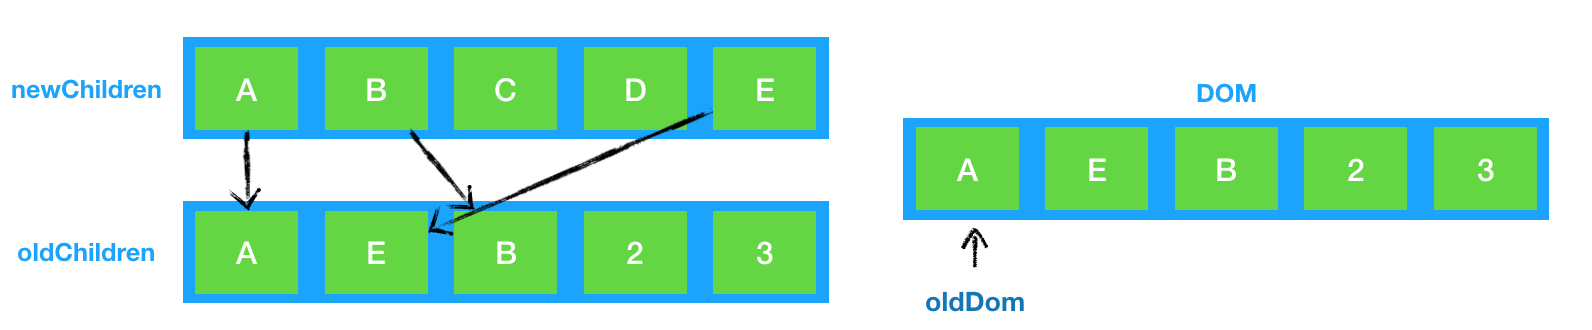 newChildren
A B C D E
oldChildren
A E B 2 3
DOM
A E B 2 3
oldDom